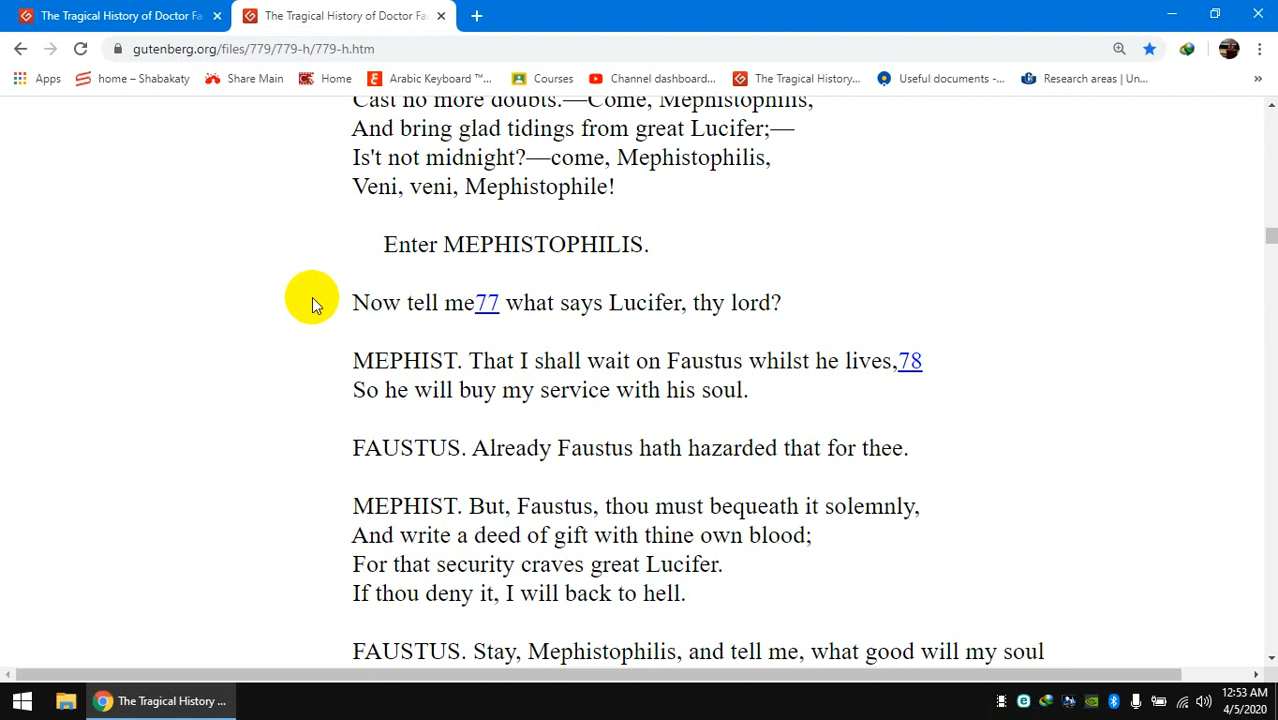 The Tragical History of Doctor Fa
The Tragical History of Doctor Fa
gutenberg.org/files/779/779-h/779-h.htm
Apps
home – Shabakaty
Share Main
Home
Arabic Keyboard ™...
Courses
Channel dashboard...
The Tragical History...
Useful documents -...
Research areas | Un...
»
Cast no more doubts.—Come, Mephistophilis,
And bring glad tidings from great Lucifer;—
Is't not midnight?—come, Mephistophilis,
Veni, veni, Mephistophile!
Enter MEPHISTOPHILIS.
Now tell me77 what says Lucifer, thy lord?
MEPHIST. That I shall wait on Faustus whilst he lives,78
So he will buy my service with his soul.
FAUSTUS. Already Faustus hath hazarded that for thee.
MEPHIST. But, Faustus, thou must bequeath it solemnly,
And write a deed of gift with thine own blood;
For that security craves great Lucifer.
If thou deny it, I will back to hell.
FAUSTUS. Stay, Mephistophilis, and tell me, what good will my soul
The Tragical History ...
12:53 AM
4/5/2020